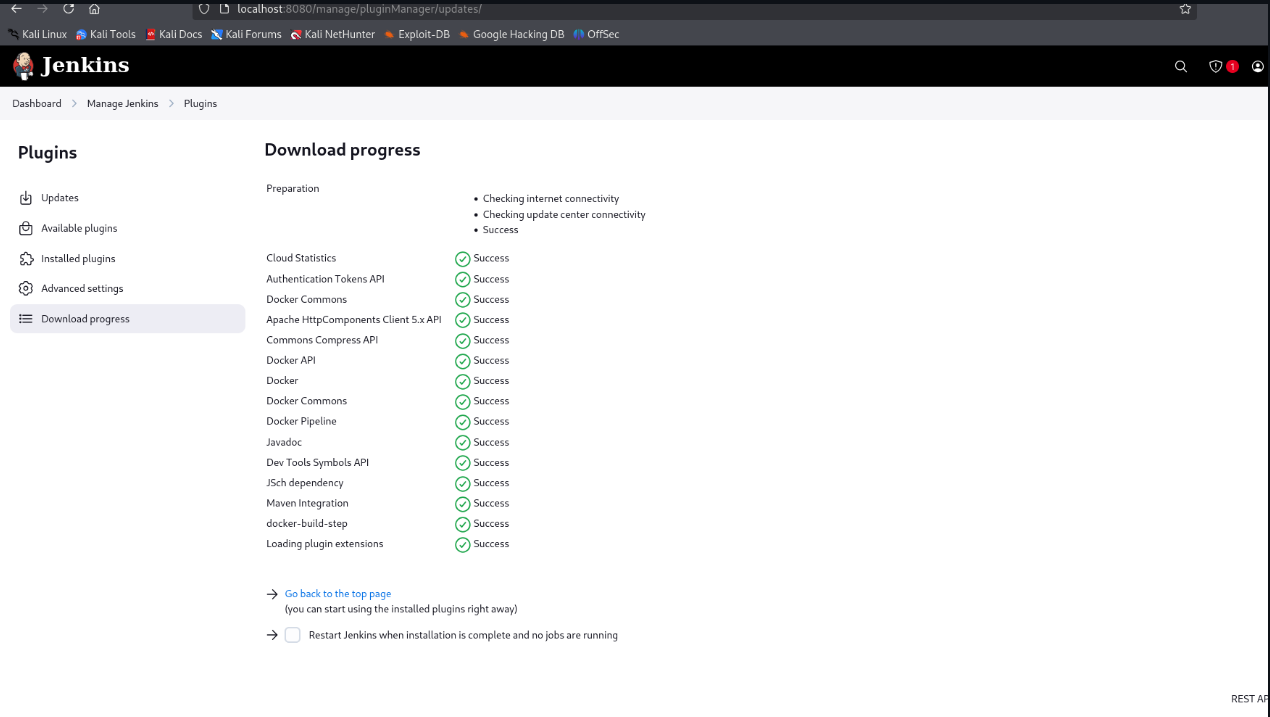 localhost:8080/manage/pluginManager/updates/
Kali Linux Kali Tools Kali Docs Kali Forums Kali NetHunter Exploit-DB Google Hacking DB OffSec
Jenkins
1
Dashboard Manage Jenkins Plugins
Plugins
Updates
Available plugins
Installed plugins
Advanced settings
Download progress
Download progress
Preparation
• Checking internet connectivity
• Checking update center connectivity
• Success
Cloud Statistics Success
Authentication Tokens API Success
Docker Commons Success
Apache HttpComponents Client 5.x API Success
Commons Compress API Success
Docker API Success
Docker Success
Docker Commons Success
Docker Pipeline Success
Javadoc Success
Dev Tools Symbols API Success
JSch dependency Success
Maven Integration Success
docker-build-step Success
Loading plugin extensions Success
→ Go back to the top page
(you can start using the installed plugins right away)
→ Restart Jenkins when installation is complete and no jobs are running
REST AP